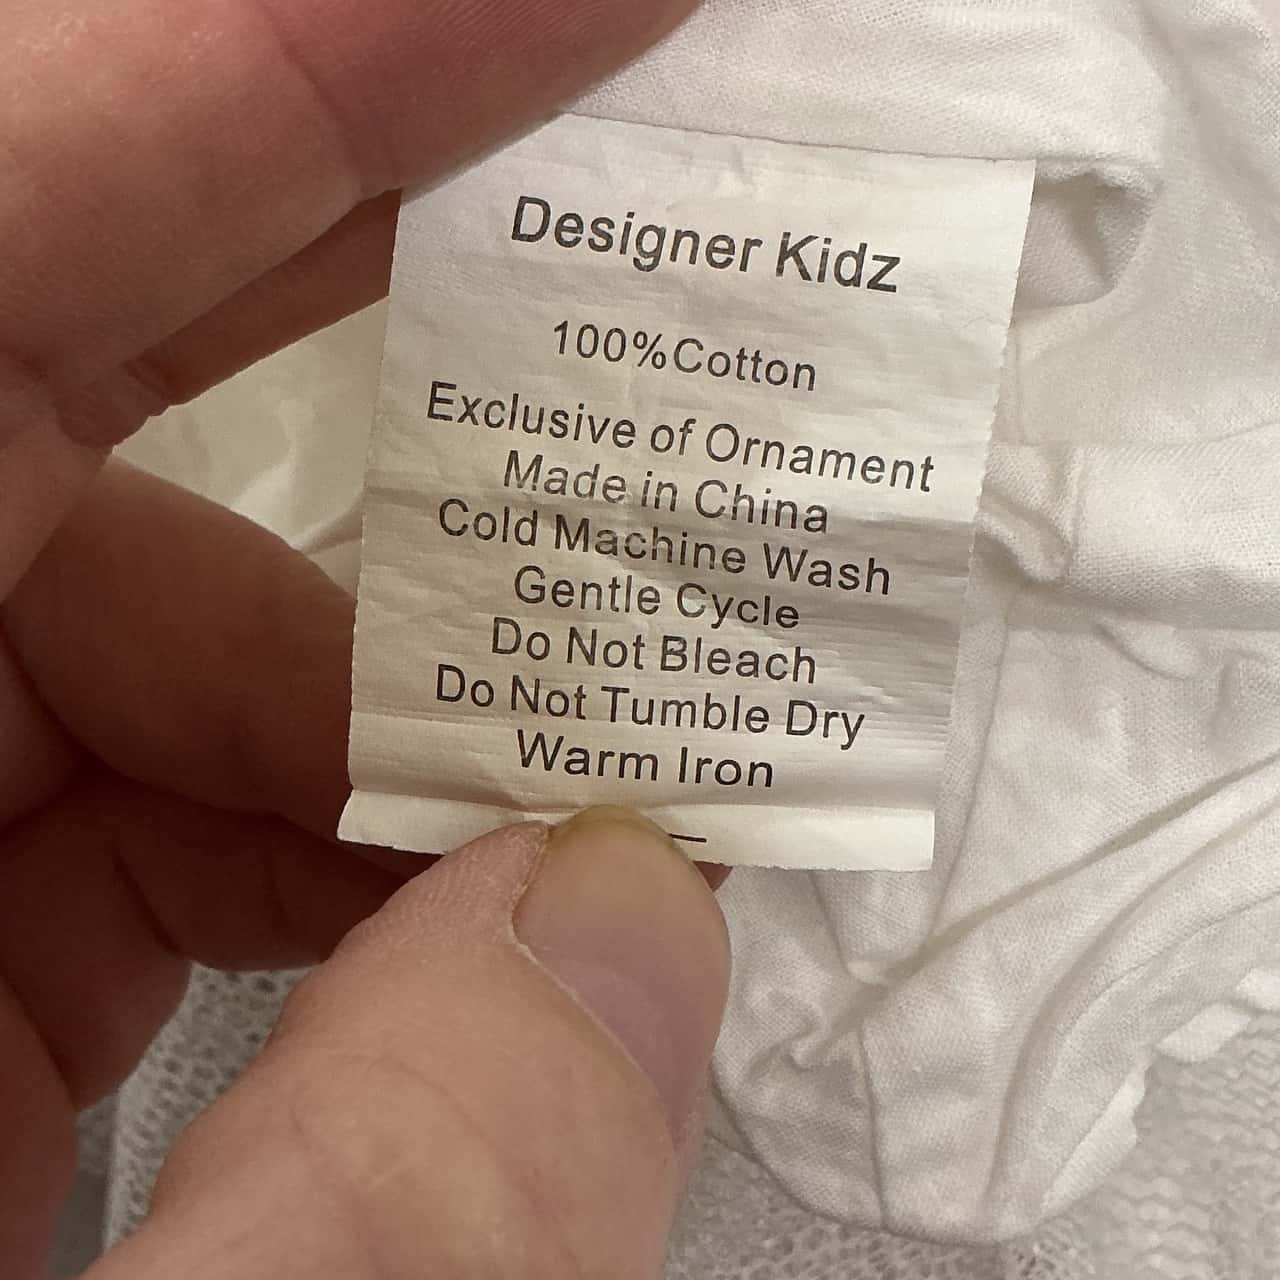 Designer Kidz
100%Cotton
Exclusive of Ornament
Made in China
Cold Machine Wash
Gentle Cycle
Do Not Bleach
Do Not Tumble Dry
Warm Iron